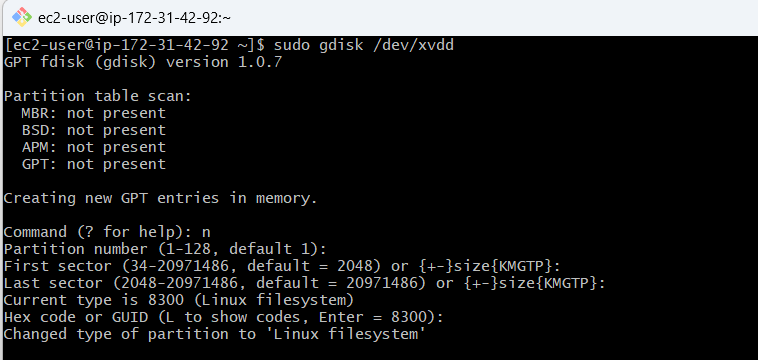 ec2-user@ip-172-31-42-92:~
[ec2-user@ip-172-31-42-92 ~]$ sudo gdisk /dev/xvdd
GPT fdisk (gdisk) version 1.0.7
Partition table scan:
  MBR: not present
  BSD: not present
  APM: not present
  GPT: not present
Creating new GPT entries in memory.
Command (? for help): n
Partition number (1-128, default 1):
First sector (34-20971486, default = 2048) or {+-}size{KMGTP}:
Last sector (2048-20971486, default = 20971486) or {+-}size{KMGTP}:
Current type is 8300 (Linux filesystem)
Hex code or GUID (L to show codes, Enter = 8300):
Changed type of partition to 'Linux filesystem'